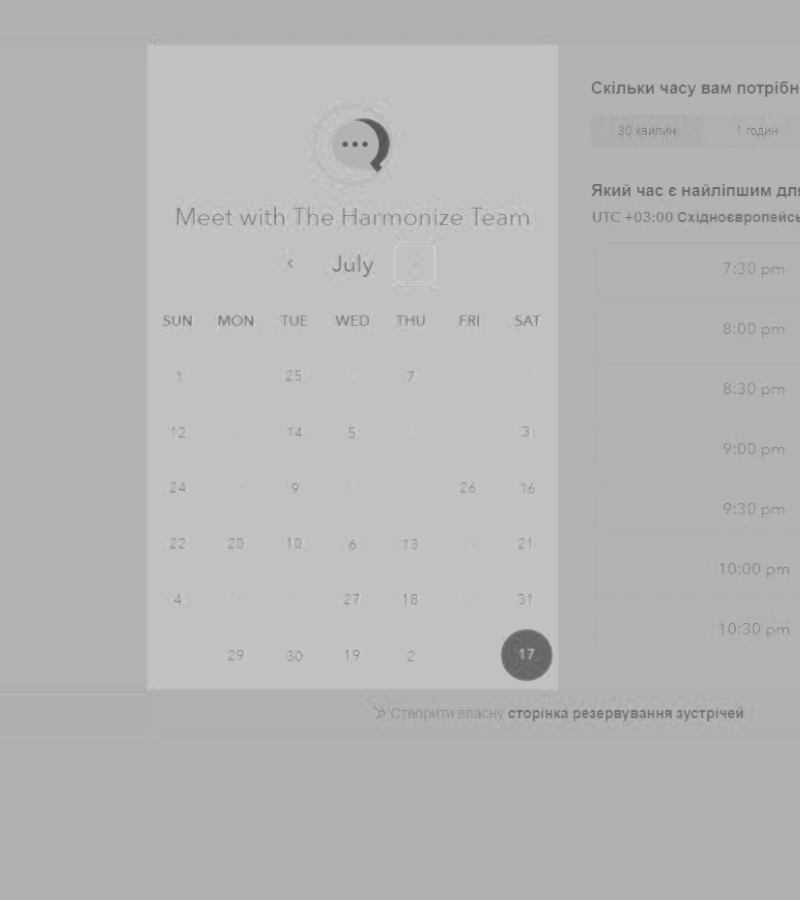 Meet with The Harmonize Team
July
SUN MON TUE WED THU FRI SAT
1 25 7
12 14 5 3
24 9 26 16
22 20 10 6 13 21
4 27 18 31
29 30 19 2 17
Скільки часу вам потрібн
30 хвилин 1 годин
Який час є найліпшим для
UTC +03:00 Східноєвропейсь
7:30 pm
8:00 pm
8:30 pm
9:00 pm
9:30 pm
10:00 pm
10:30 pm
Створити власну сторінка резервування зустрічей